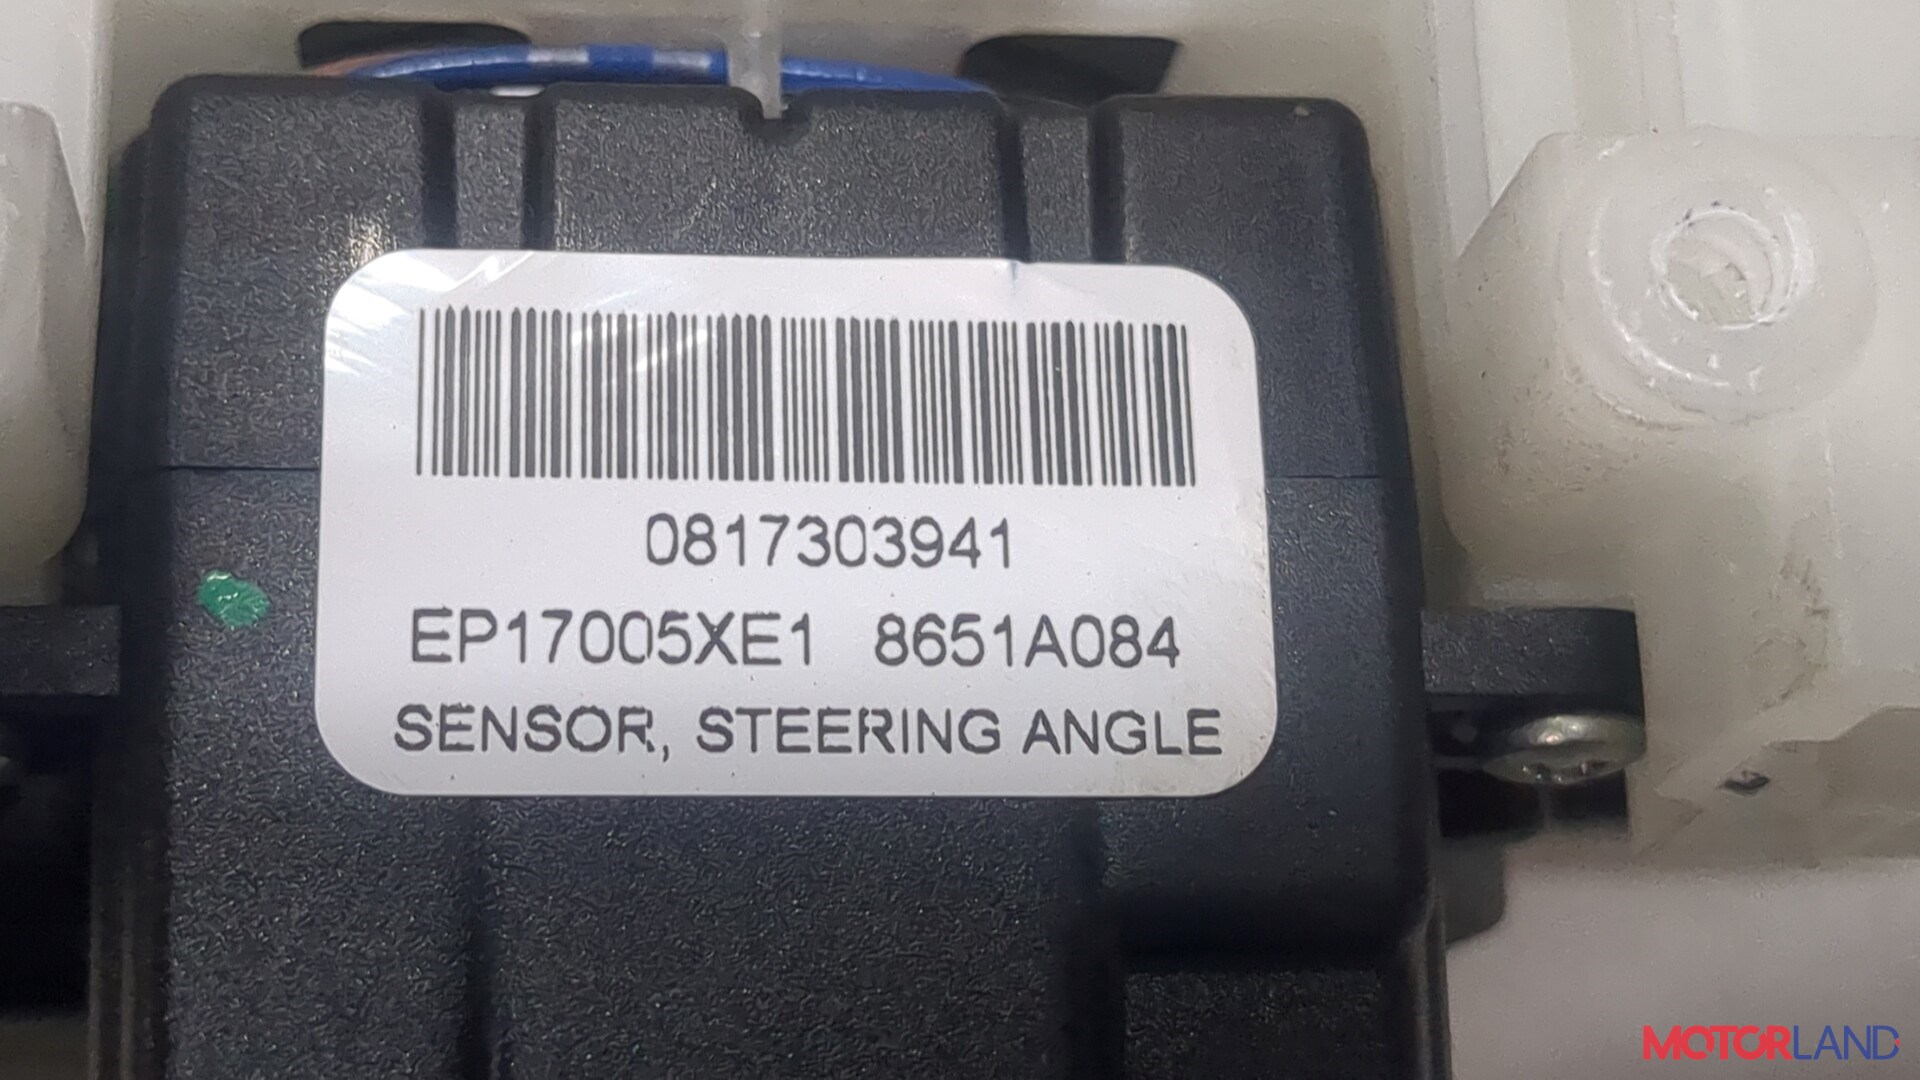 0817303941
EP17005XE1 8651A084
SENSOR, STEERING ANGLE
MOTORLAND